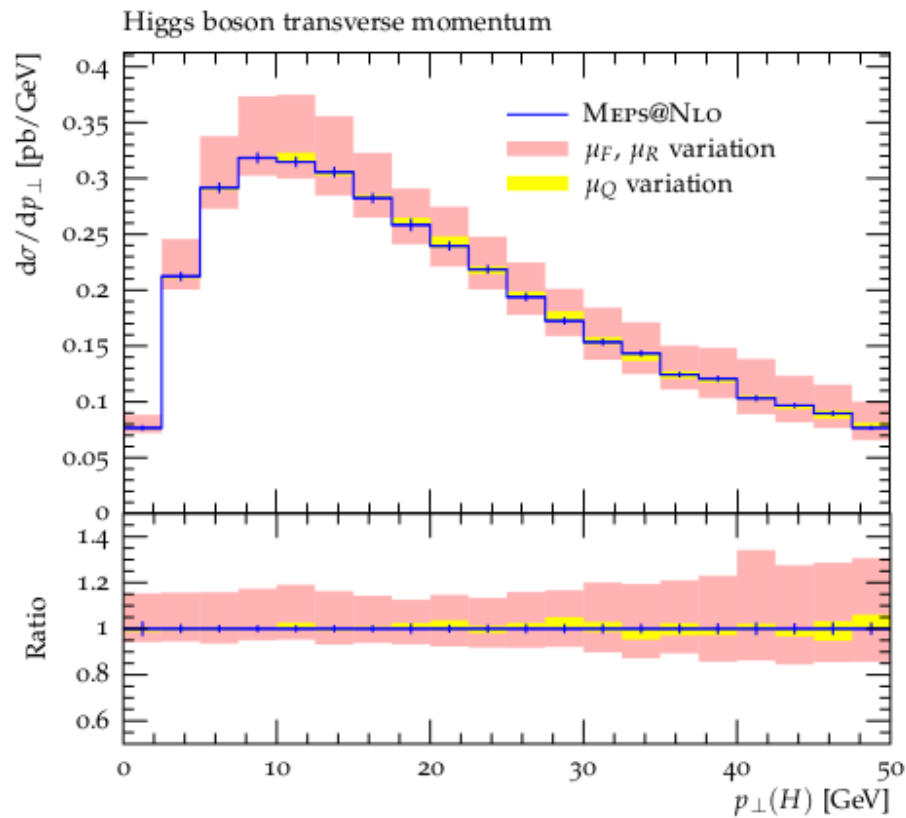 Higgs boson transverse momentum
dσ/dp⊥ [pb/GeV]
0.4
0.35
0.3
0.25
0.2
0.15
0.1
0.05
0
MEPS@NLO
μF, μR variation
μQ variation
Ratio
1.4
1.2
1
0.8
0.6
0 10 20 30 40 50
p⊥(H) [GeV]